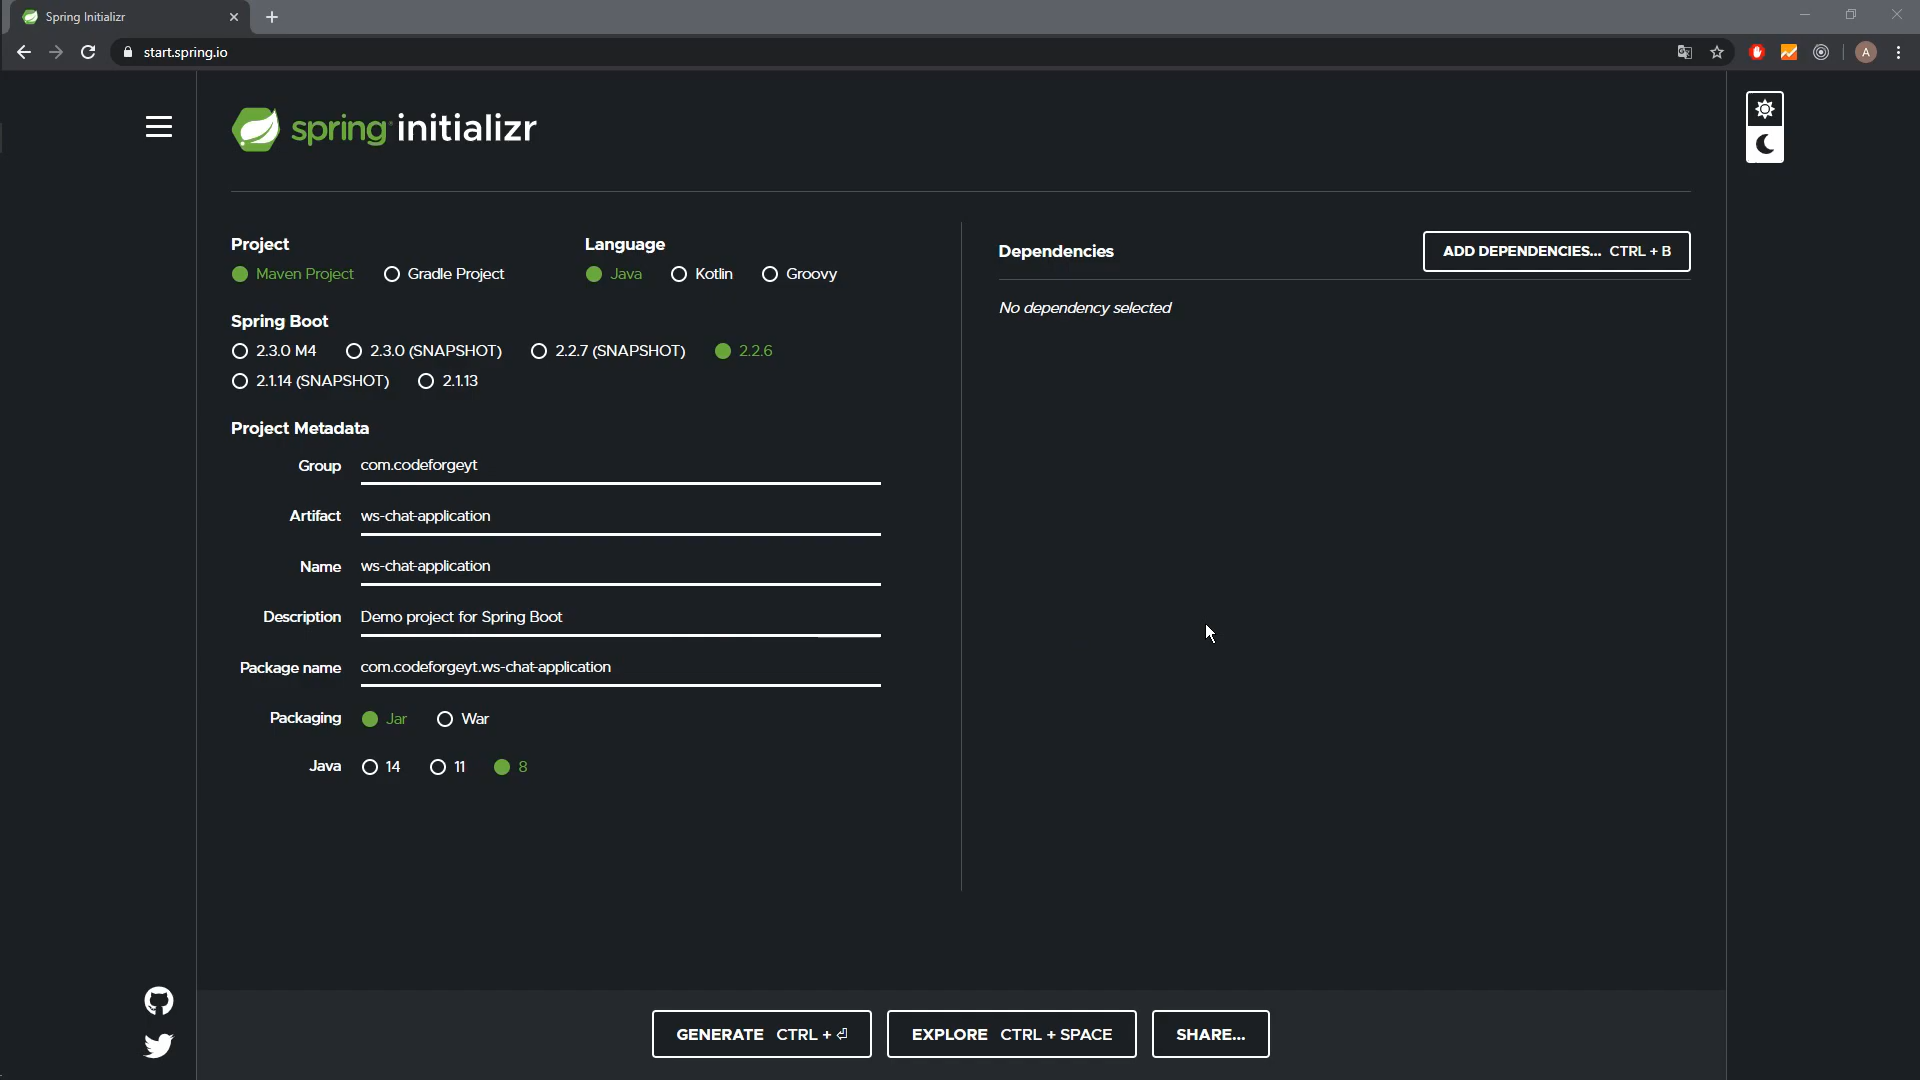 Spring Initializr
start.spring.io
A
spring initializr
Project
Maven Project Gradle Project
Language
Java Kotlin Groovy
Spring Boot
2.3.0 M4 2.3.0 (SNAPSHOT) 2.2.7 (SNAPSHOT) 2.2.6
2.1.14 (SNAPSHOT) 2.1.13
Project Metadata
Group com.codeforgeyt
Artifact ws-chat-application
Name ws-chat-application
Description Demo project for Spring Boot
Package name com.codeforgeyt.ws-chat-application
Packaging Jar War
Java 14 11 8
Dependencies ADD DEPENDENCIES... CTRL + B
No dependency selected
GENERATE CTRL + ⏎ EXPLORE CTRL + SPACE SHARE...